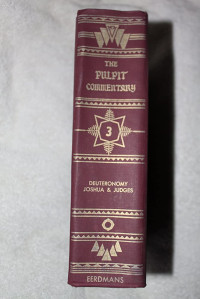 THE
PULPIT
COMMENTARY
3
DEUTERONOMY
JOSHUA & JUDGES
EERDMANS